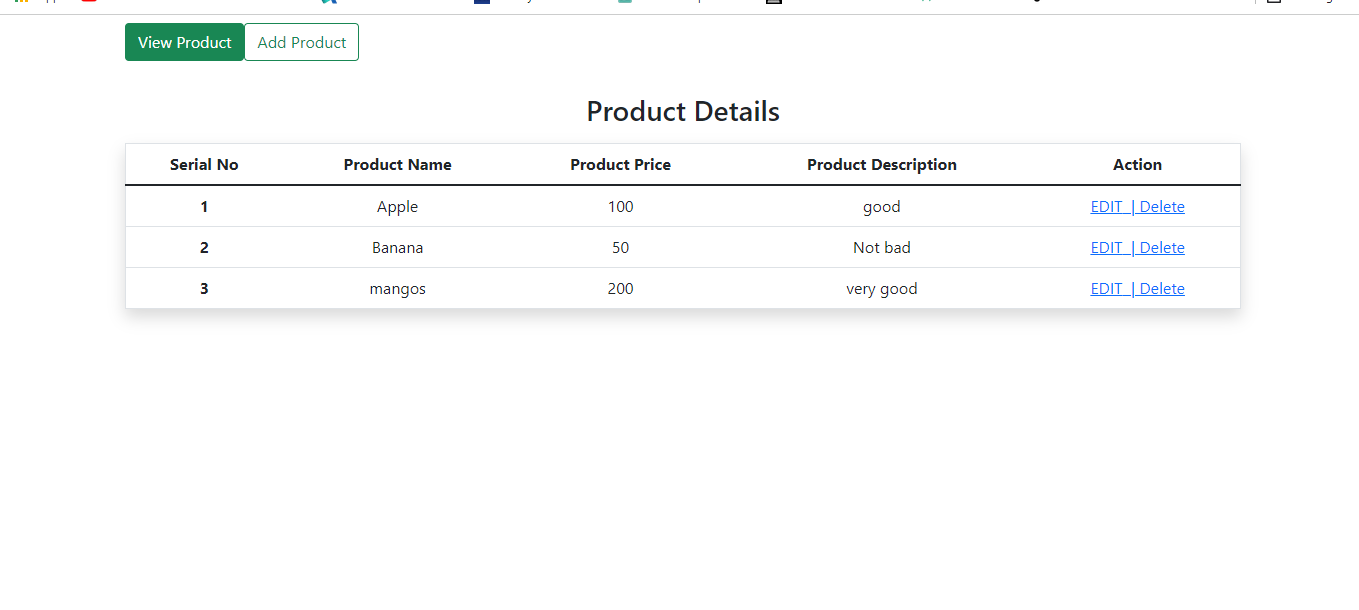 View Product Add Product
Product Details
Serial No Product Name Product Price Product Description Action
1 Apple 100 good EDIT | Delete
2 Banana 50 Not bad EDIT | Delete
3 mangos 200 very good EDIT | Delete